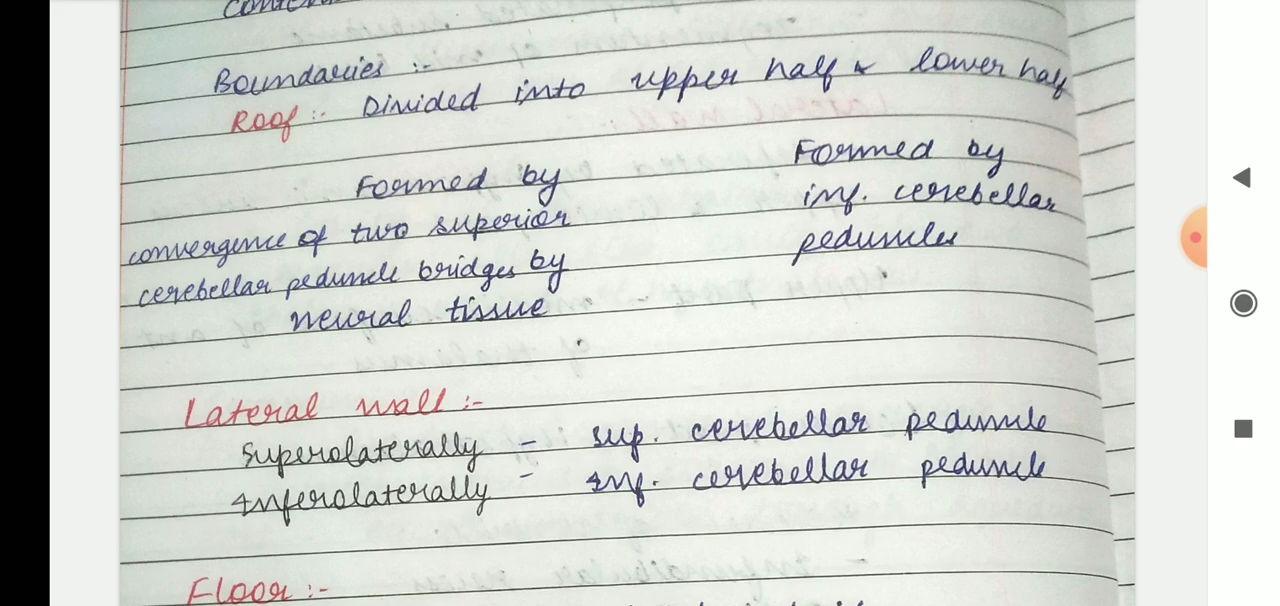 Boundaries :-
Roof :- Divided into upper half & lower half
Formed by
convergence of two superior
cerebellar peduncle bridges by
neural tissue
Formed by
inf. cerebellar
peduncles
Lateral wall :-
Superolaterally - sup. cerebellar peduncle
Inferolaterally - Inf. cerebellar peduncle
Floor :-